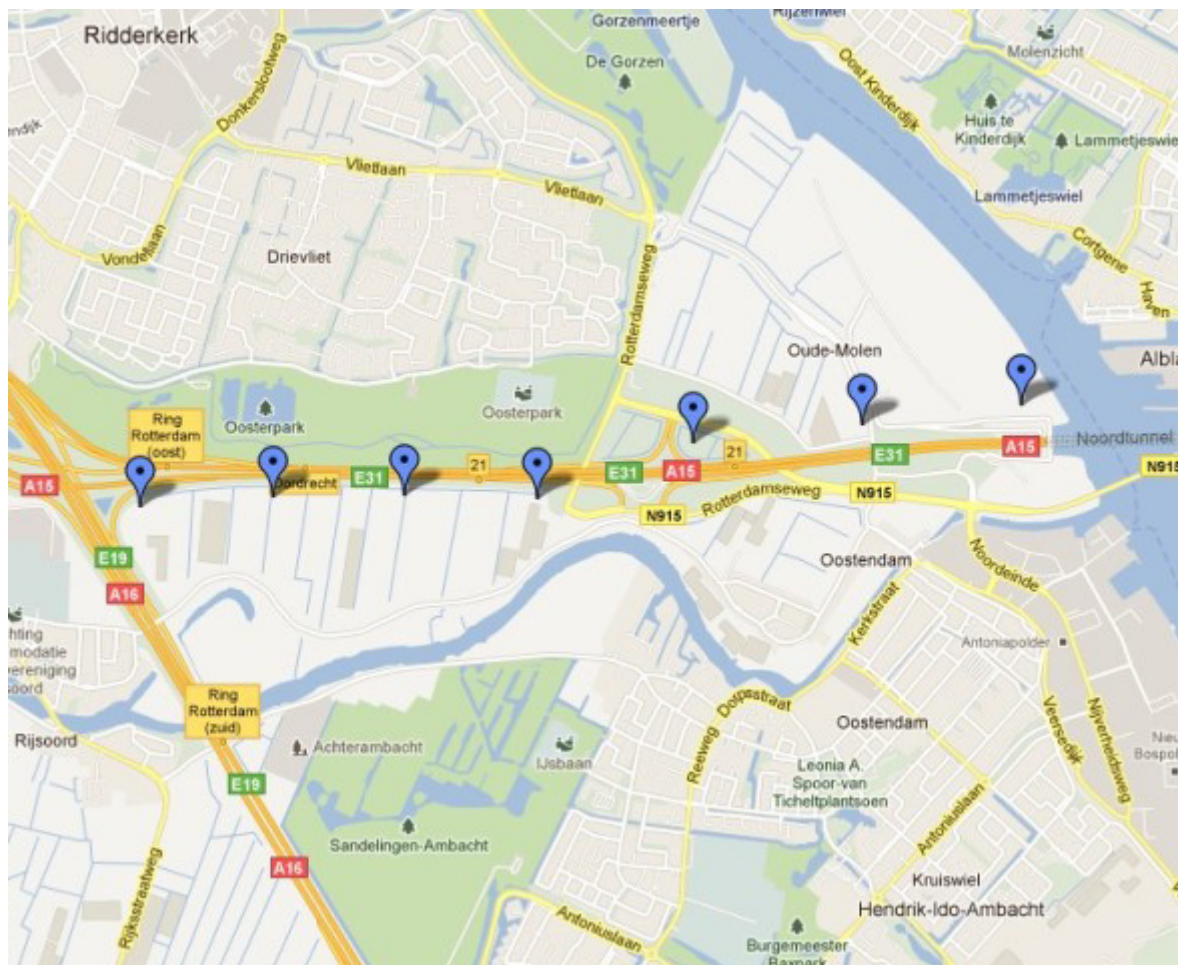 Ridderkerk
Gorzenmeertje
De Gorzen
Rijzenwiel
Molenzicht
Oost Kinderdijk
Huis te
Kinderdijk
Lammetjeswiel
Lammetjeswiel
Cortgene
Haven
Donkerslootweg
Vlietlaan
Vlietlaan
Vondellaan
Drievliet
Rotterdamseweg
Oude-Molen
Oosterpark
Oosterpark
Ring
Rotterdam
(oost)
Dordrecht
A15
E31
21
E31
A15
21
E31
A15
Noordtunnel
N915
N915
N915
Rotterdamseweg
E19
A16
Oostendam
Noordeinde
Kerkstraat
Antoniapolder
Ring
Rotterdam
(zuid)
Rijsoord
Achterambacht
IJsbaan
Dorpsstraat
Reeweg
Oostendam
Veersedijk
Nijverheidsweg
Leonia A.
Spoor-van
Ticheltplantsoen
E19
Sandelingen-Ambacht
A16
Antoniuslaan
Kruiswiel
Hendrik-Ido-Ambacht
Rijksstraatweg
Antoniuslaan
Burgemeester
Baxpark